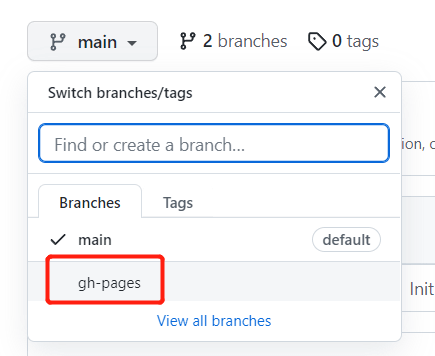 main 2 branches 0 tags
Switch branches/tags
Find or create a branch...
ion, c
Branches Tags
main default
gh-pages
Init
View all branches